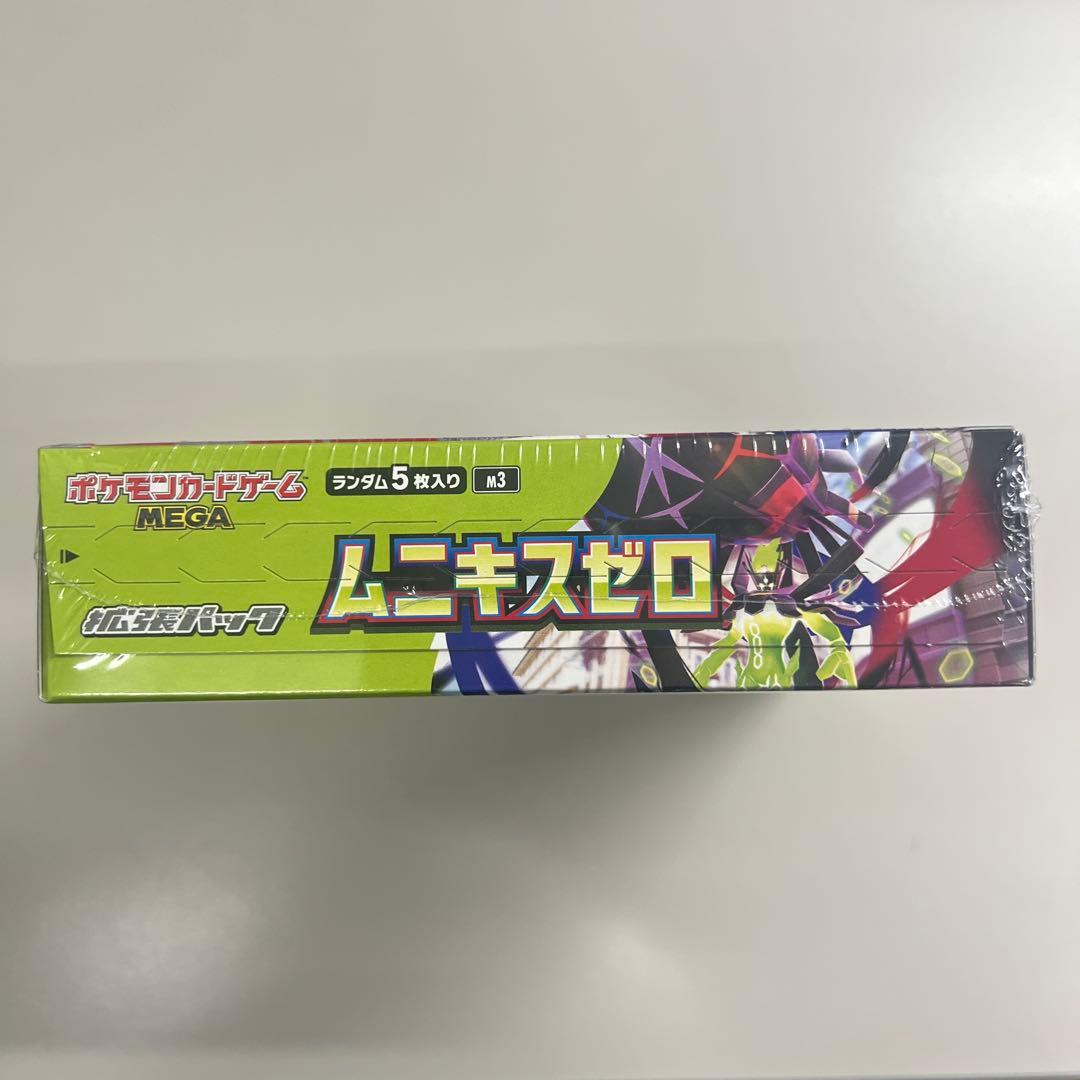 ポケモンカードゲーム
MEGA
ランダム5枚入り
M3
ムニキスゼロ
拡張パック